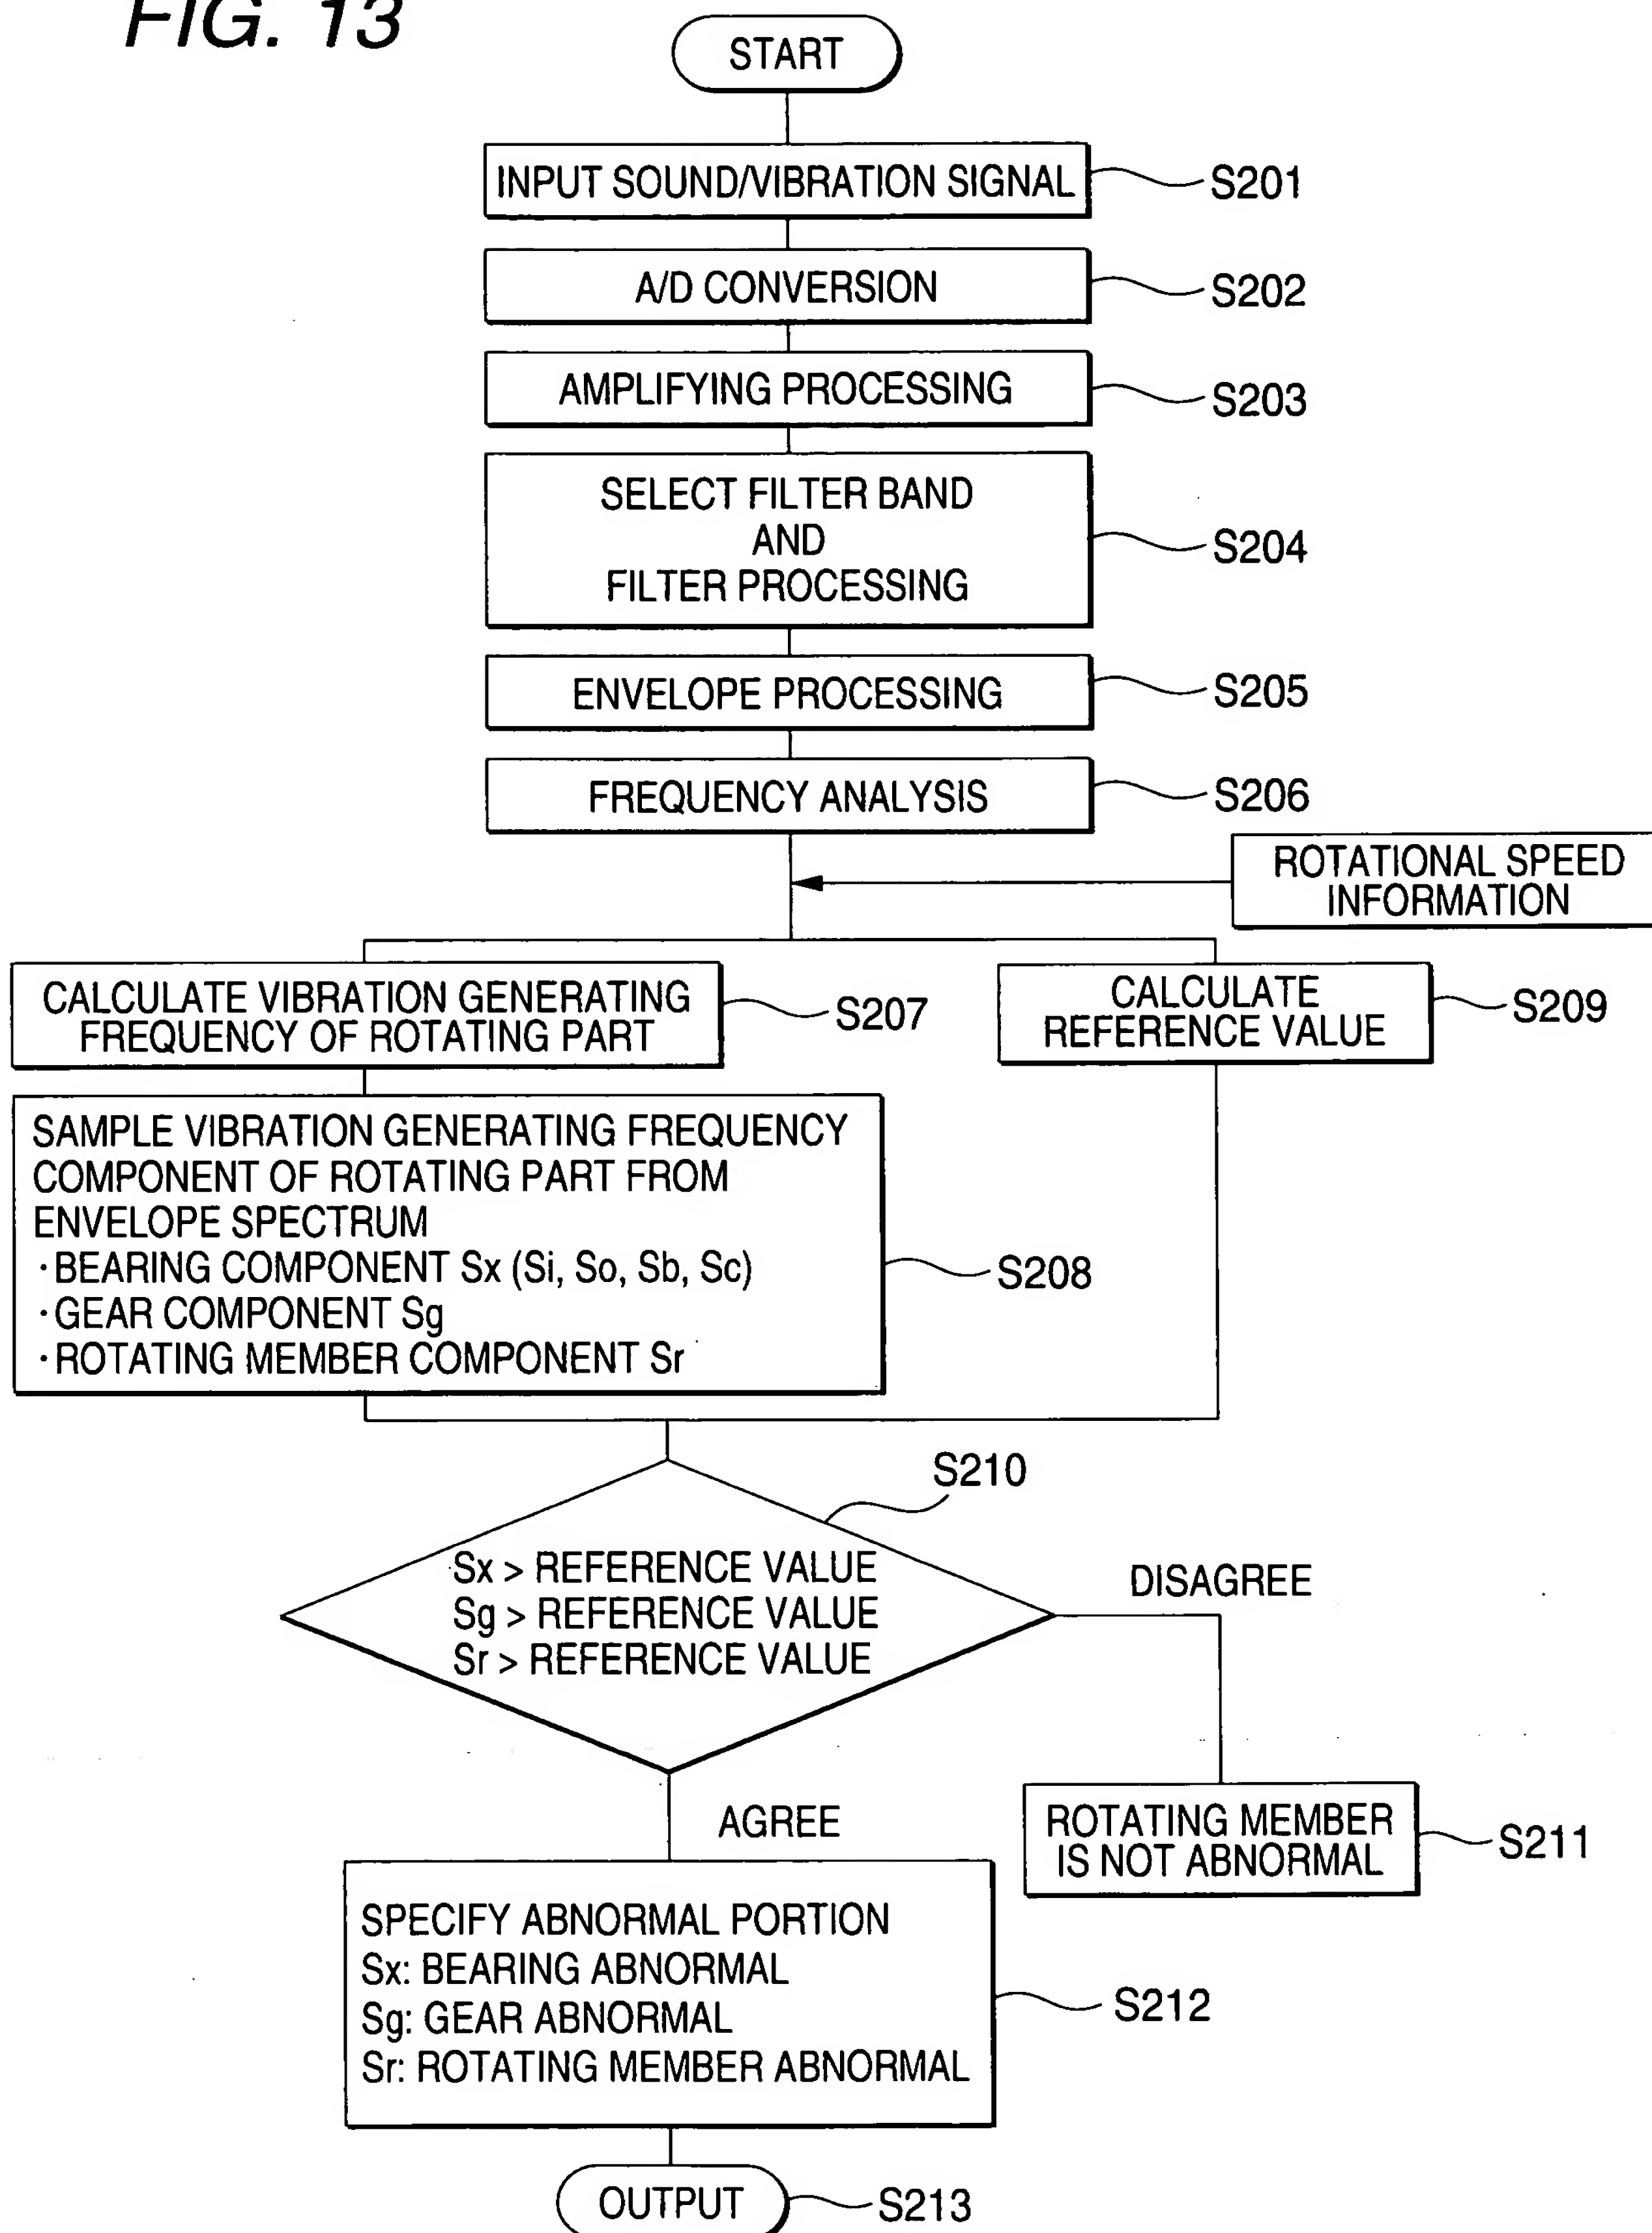 FIG. 13
START
INPUT SOUND/VIBRATION SIGNAL
S201
A/D CONVERSION
S202
AMPLIFYING PROCESSING
S203
SELECT FILTER BAND
AND
FILTER PROCESSING
S204
ENVELOPE PROCESSING
S205
FREQUENCY ANALYSIS
S206
ROTATIONAL SPEED
INFORMATION
CALCULATE VIBRATION GENERATING
FREQUENCY OF ROTATING PART
S207
CALCULATE
REFERENCE VALUE
S209
SAMPLE VIBRATION GENERATING FREQUENCY
COMPONENT OF ROTATING PART FROM
ENVELOPE SPECTRUM
・BEARING COMPONENT Sx (Si, So, Sb, Sc)
・GEAR COMPONENT Sg
・ROTATING MEMBER COMPONENT Sr
S208
S210
Sx > REFERENCE VALUE
Sg > REFERENCE VALUE
Sr > REFERENCE VALUE
DISAGREE
AGREE
ROTATING MEMBER
IS NOT ABNORMAL
S211
SPECIFY ABNORMAL PORTION
Sx: BEARING ABNORMAL
Sg: GEAR ABNORMAL
Sr: ROTATING MEMBER ABNORMAL
S212
OUTPUT
S213